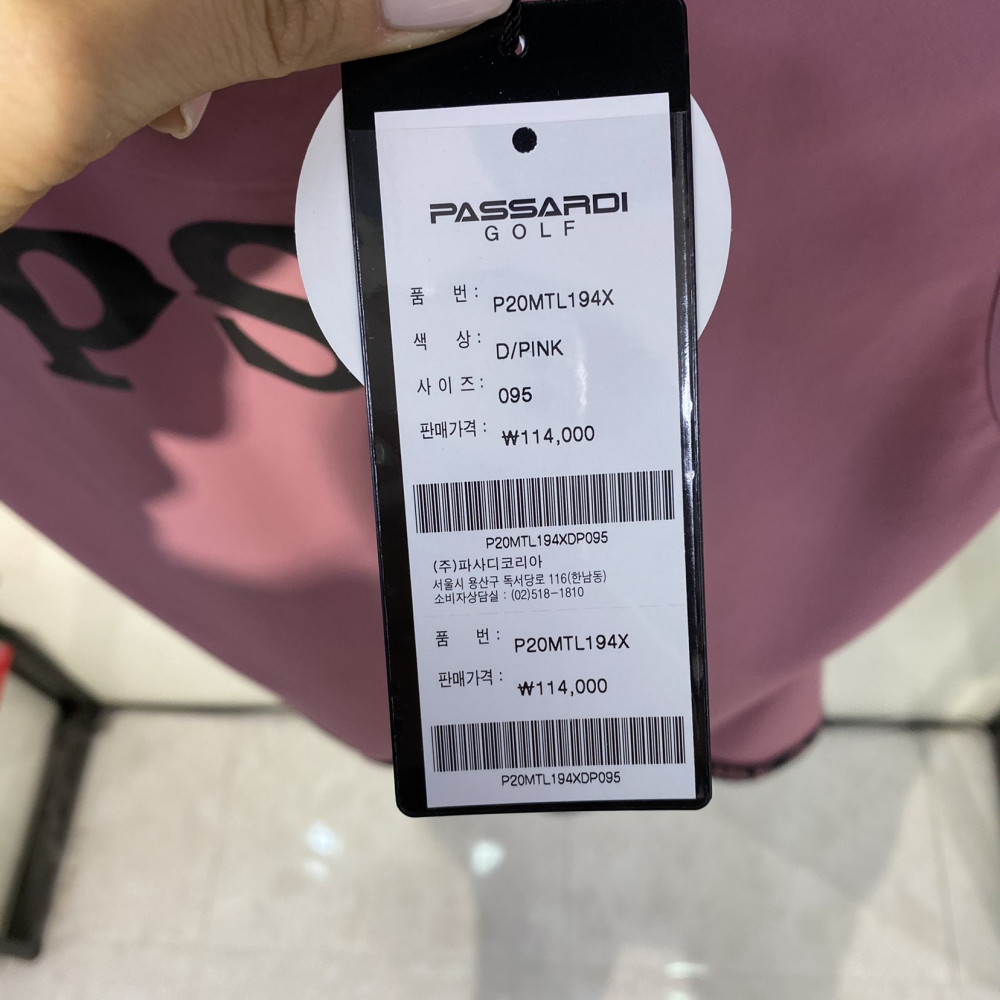 PS
PASSARDI
GOLF
품 번 : P20MTL194X
색 상 : D/PINK
사 이 즈 : 095
판매가격 : ₩114,000
P20MTL194XDP095
(주)파사디코리아
서울시 용산구 독서당로 116(한남동)
소비자상담실 : (02)518-1810
품 번 : P20MTL194X
판매가격 : ₩114,000
P20MTL194XDP095